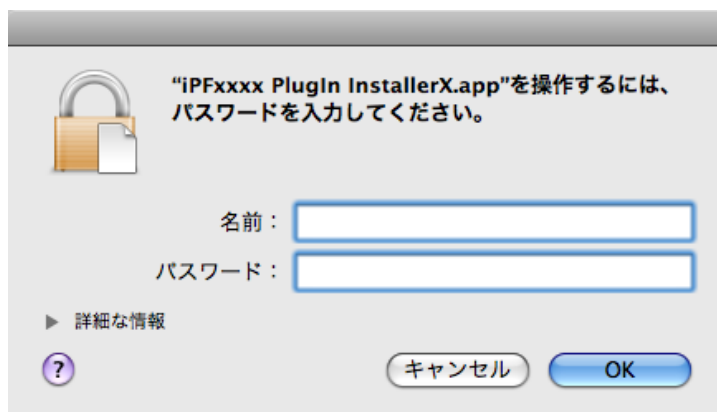 “iPFxxxx PlugIn InstallerX.app”を操作するには、
パスワードを入力してください。
名前：
パスワード：
▶ 詳細な情報
?
キャンセル
OK